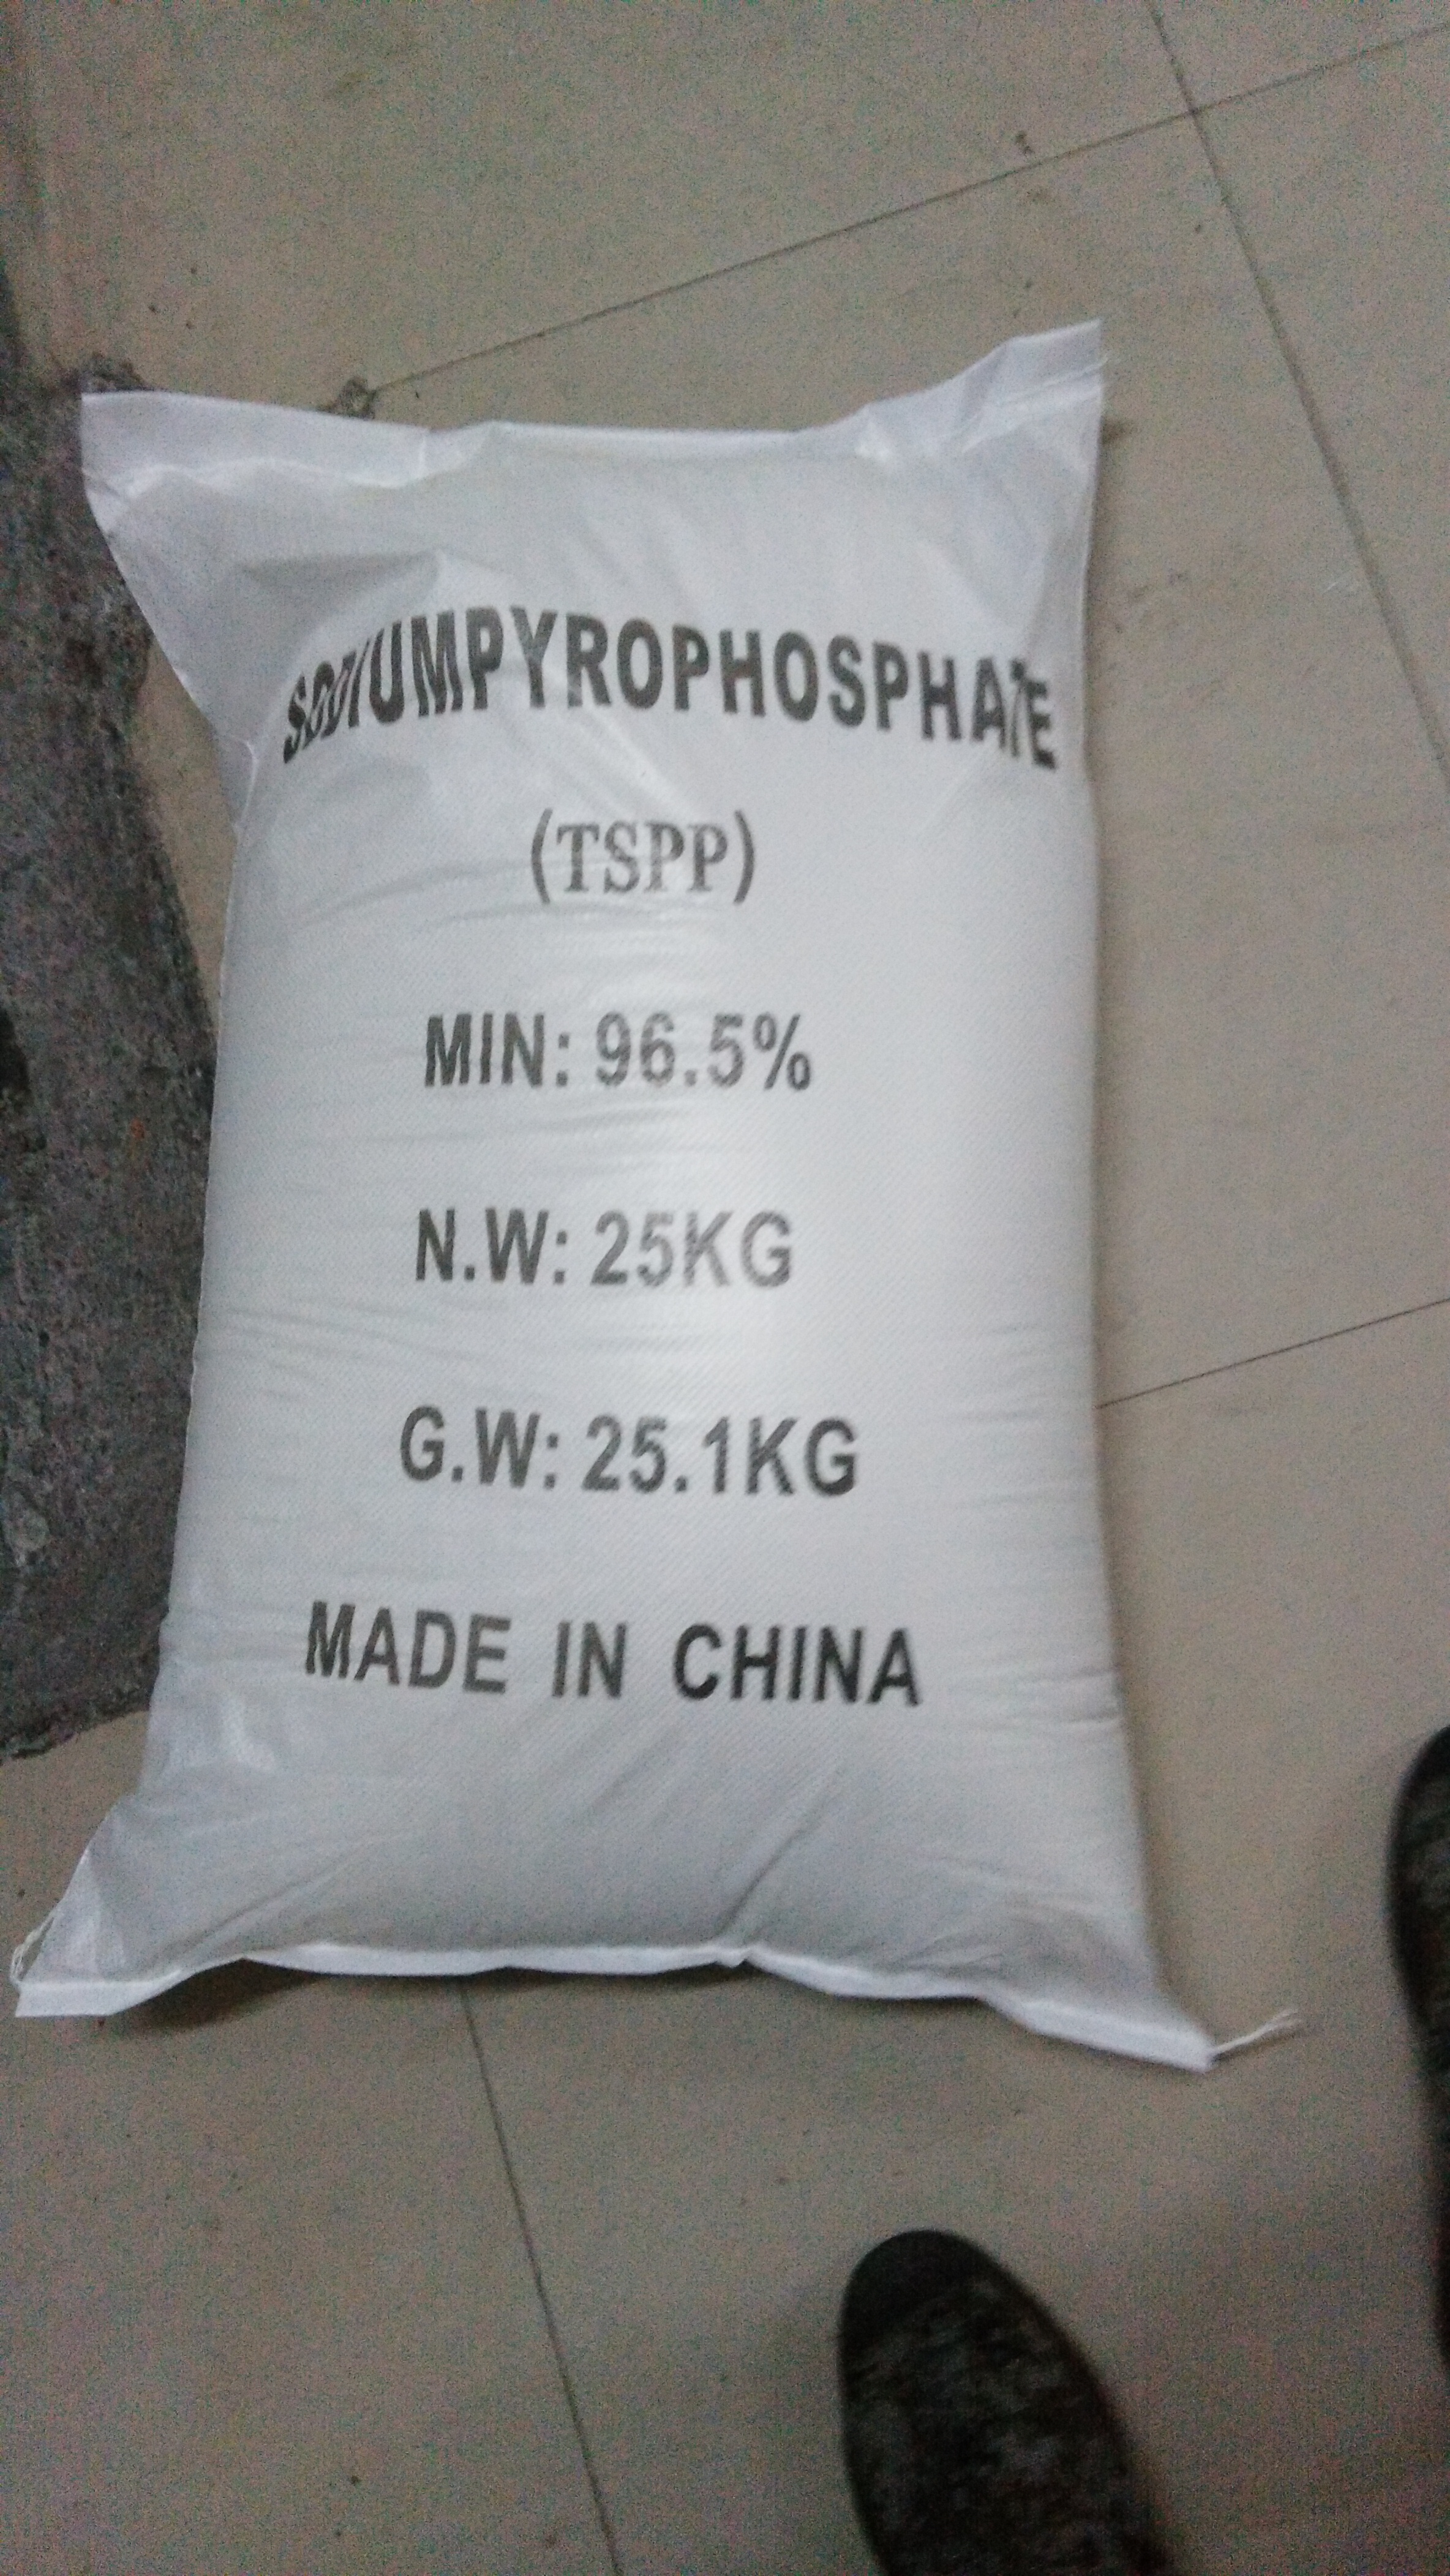 SODIUMPYROPHOSPHATE
(TSPP)
MIN: 96.5%
N.W: 25KG
G.W: 25.1KG
MADE IN CHINA